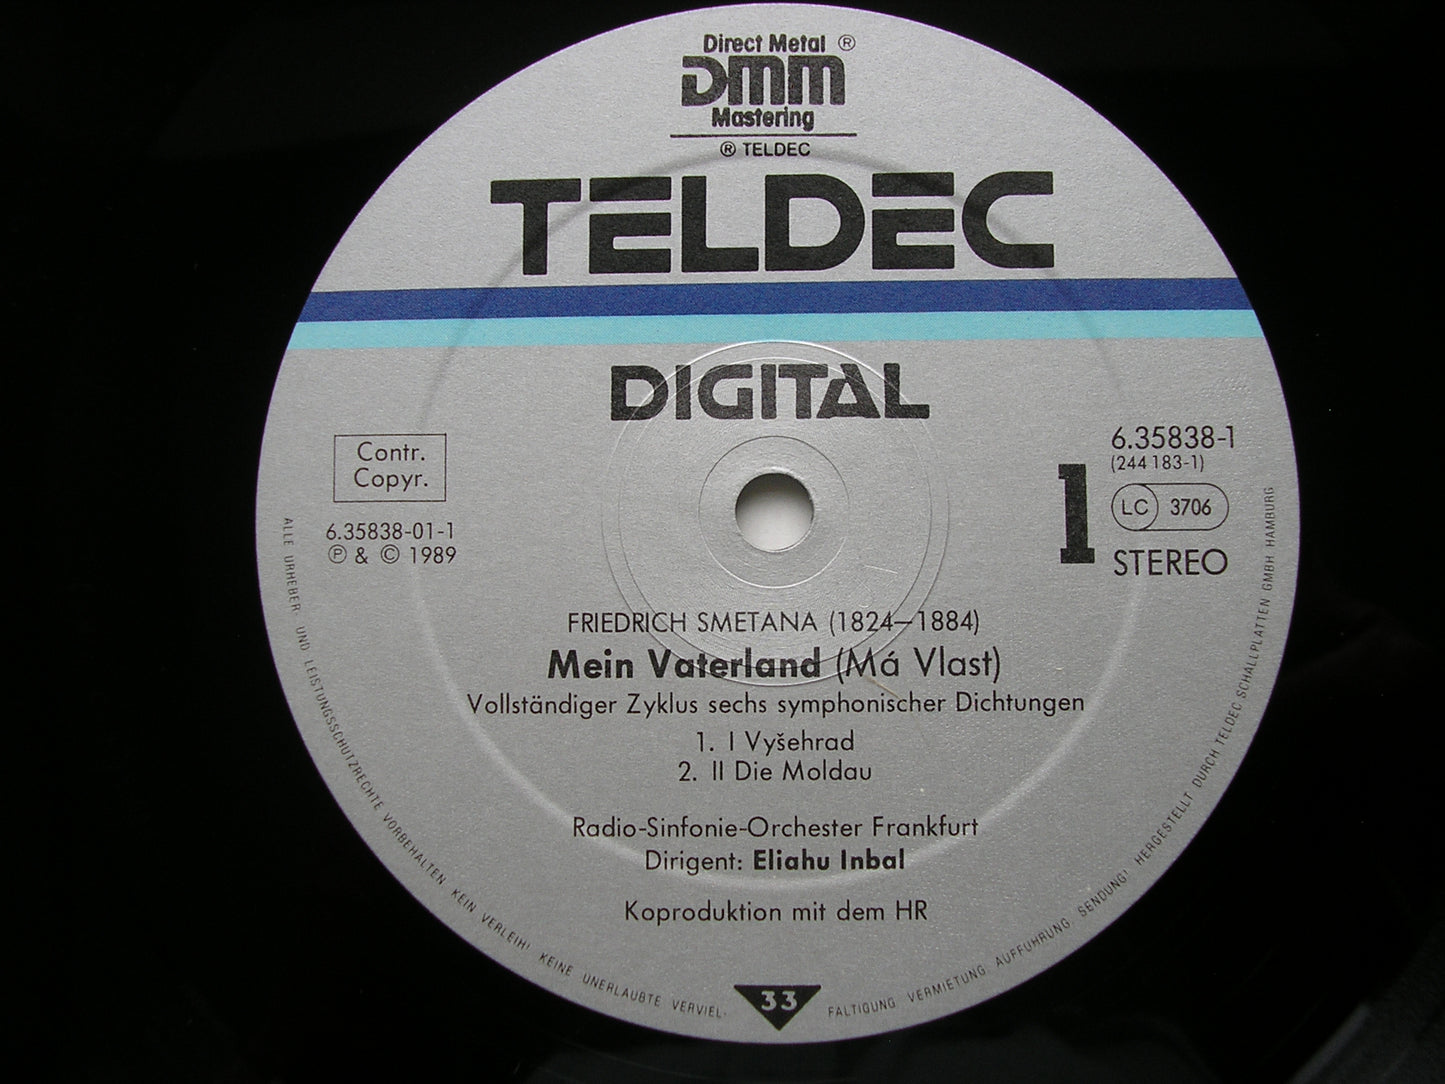 Direct Metal ®
DMM
Mastering
® TELDEC
TELDEC
DIGITAL
Contr.
Copyr.
6.35838-01-1
℗ & © 1989
6.35838-1
(244 183-1)
1
LC 3706
STEREO
FRIEDRICH SMETANA (1824–1884)
Mein Vaterland (Má Vlast)
Vollständiger Zyklus sechs symphonischer Dichtungen
1. I Vyšehrad
2. II Die Moldau
Radio-Sinfonie-Orchester Frankfurt
Dirigent: Eliahu Inbal
Koproduktion mit dem HR
33
ALLE URHEBER- UND LEISTUNGSSCHUTZRECHTE VORBEHALTEN KEIN VERLEIH! KEINE UNERLAUBTE VERVIEL- FALTIGUNG, VERMIETUNG, AUFFUHRUNG, SENDUNG! HERGESTELLT DURCH TELDEC SCHALLPLATTEN GMBH, HAMBURG